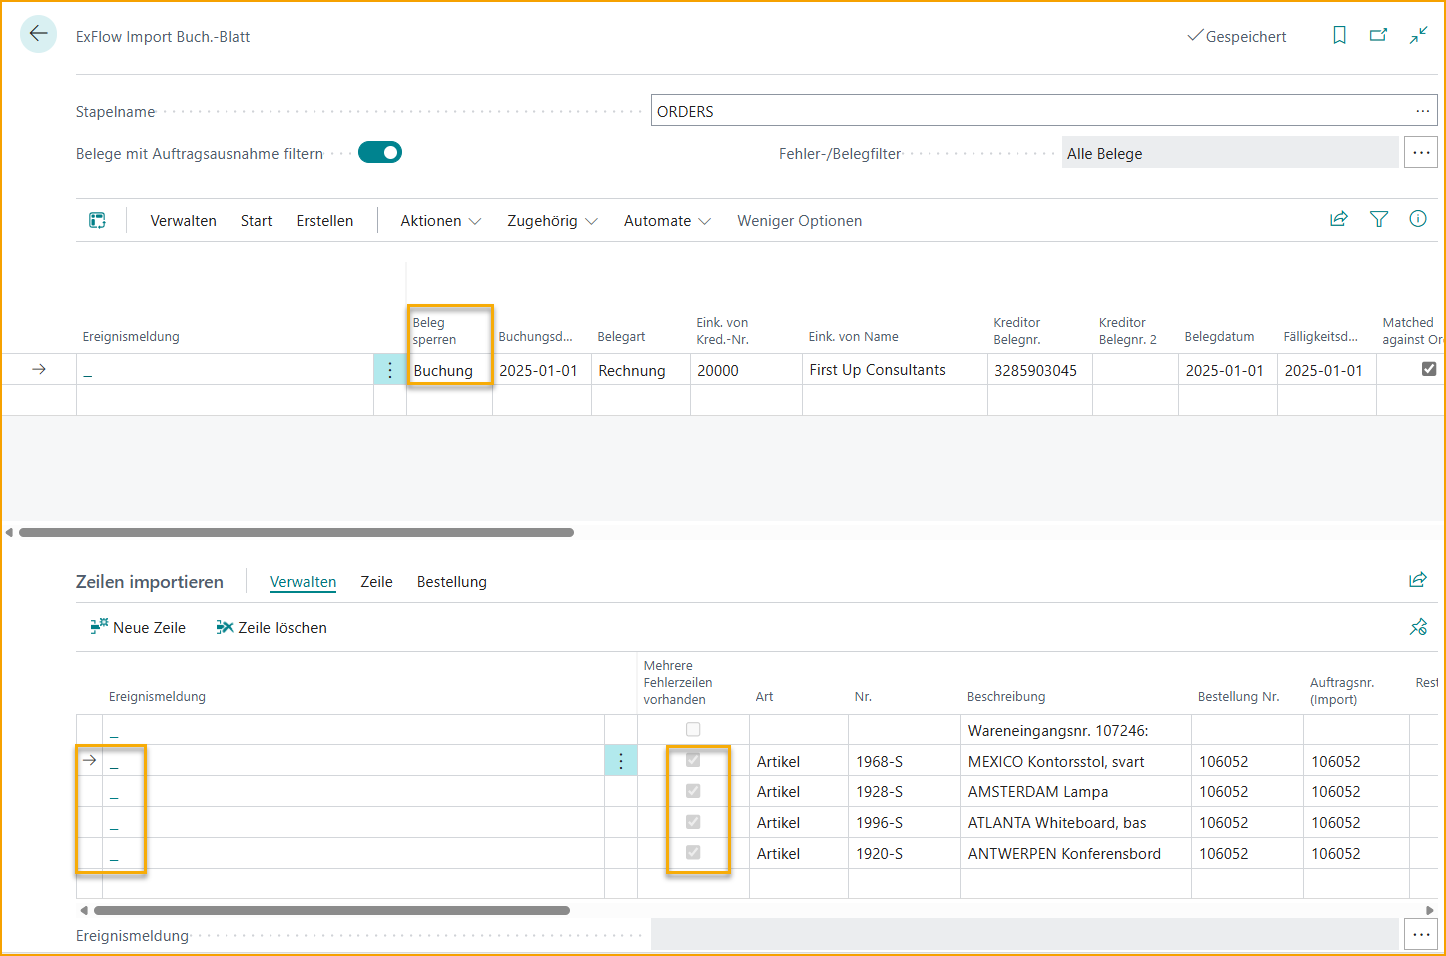 ExFlow Import Buch.-Blatt
Gespeichert
Stapelname
ORDERS
Belege mit Auftragsausnahme filtern
Fehler-/Belegfilter
Alle Belege
Verwalten Start Erstellen Aktionen Zugehörig Automate Weniger Optionen
Ereignismeldung
Beleg sperren
Buchungsd...
Belegart
Eink. von Kred.-Nr.
Eink. von Name
Kreditor Belegnr.
Kreditor Belegnr. 2
Belegdatum
Fälligkeitsd...
Matched against Or
_ Buchung 2025-01-01 Rechnung 20000 First Up Consultants 3285903045 2025-01-01 2025-01-01
Zeilen importieren Verwalten Zeile Bestellung
Neue Zeile Zeile löschen
Ereignismeldung
Mehrere Fehlerzeilen vorhanden
Art
Nr.
Beschreibung
Bestellung Nr.
Auftragsnr. (Import)
Rest
_ Wareneingangsnr. 107246:
_ Artikel 1968-S MEXICO Kontorsstol, svart 106052 106052
_ Artikel 1928-S AMSTERDAM Lampa 106052 106052
_ Artikel 1996-S ATLANTA Whiteboard, bas 106052 106052
_ Artikel 1920-S ANTWERPEN Konferensbord 106052 106052
Ereignismeldung